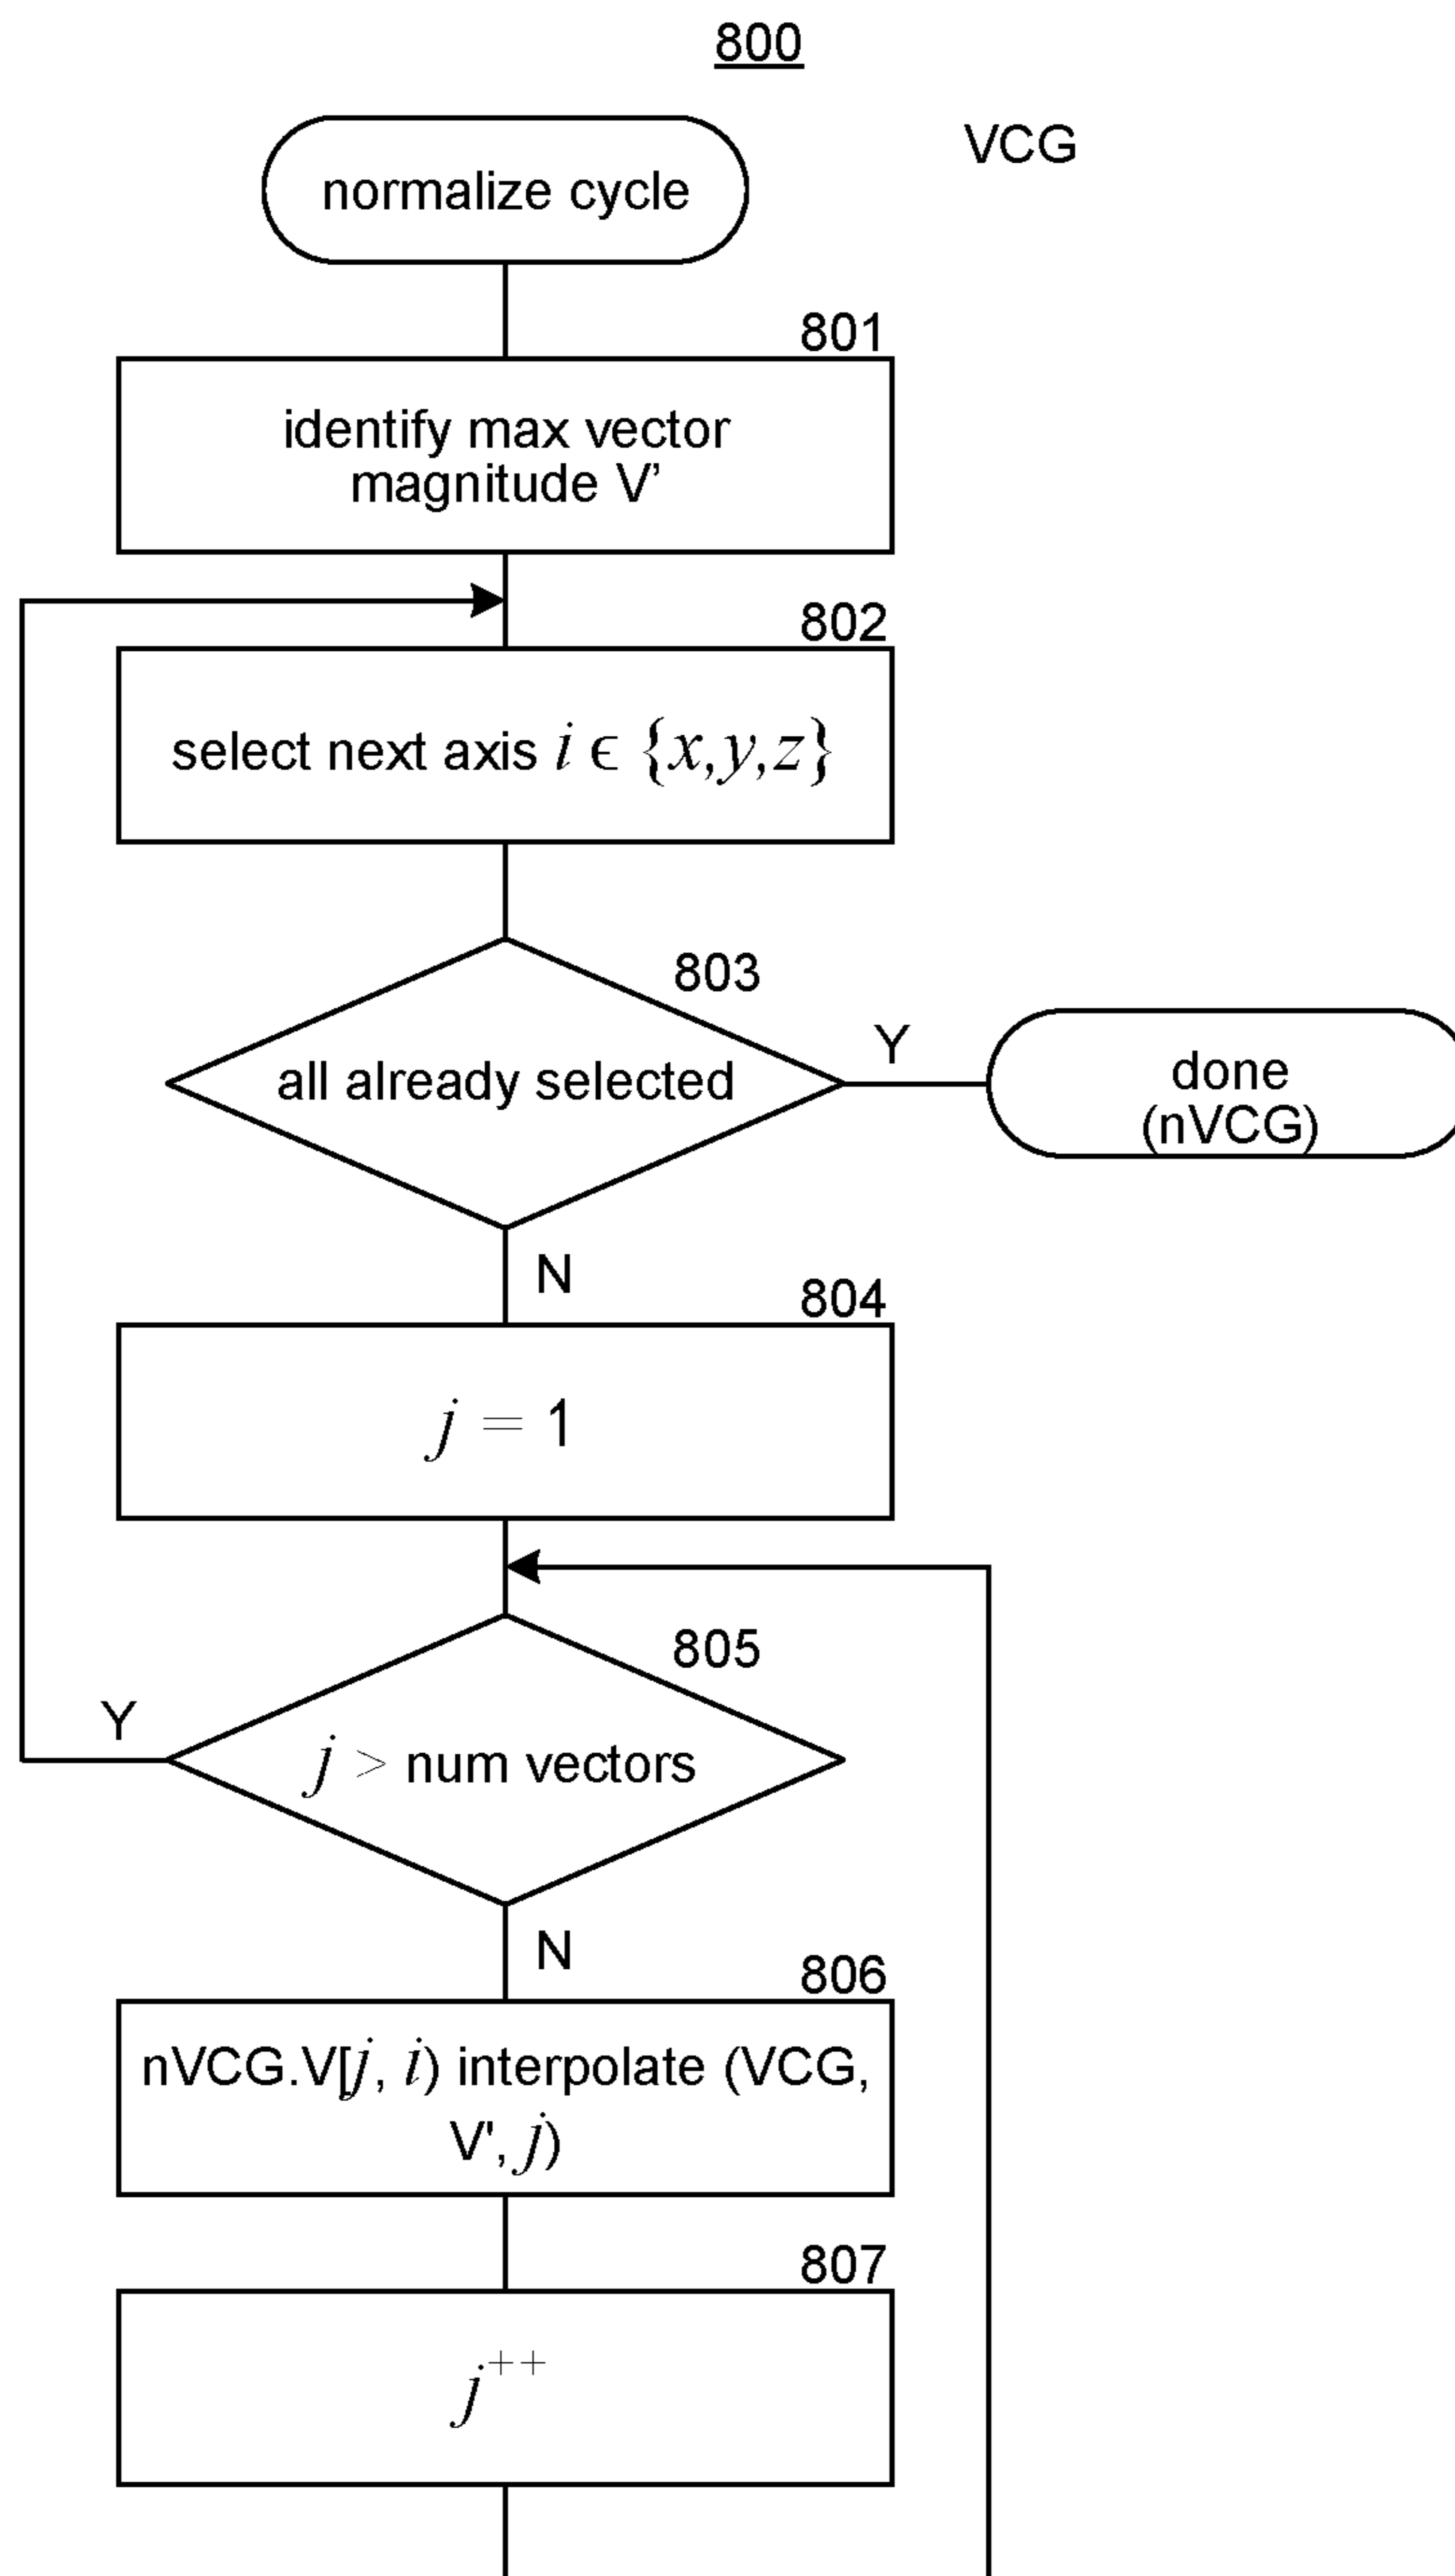 800
VCG
normalize cycle
801
identify max vector
magnitude V’
802
select next axis i ϵ {x,y,z}
803
all already selected
Y
done
(nVCG)
N
804
j = 1
805
Y
j > num vectors
N
806
nVCG.V[j, i) interpolate (VCG,
V', j)
807
j++